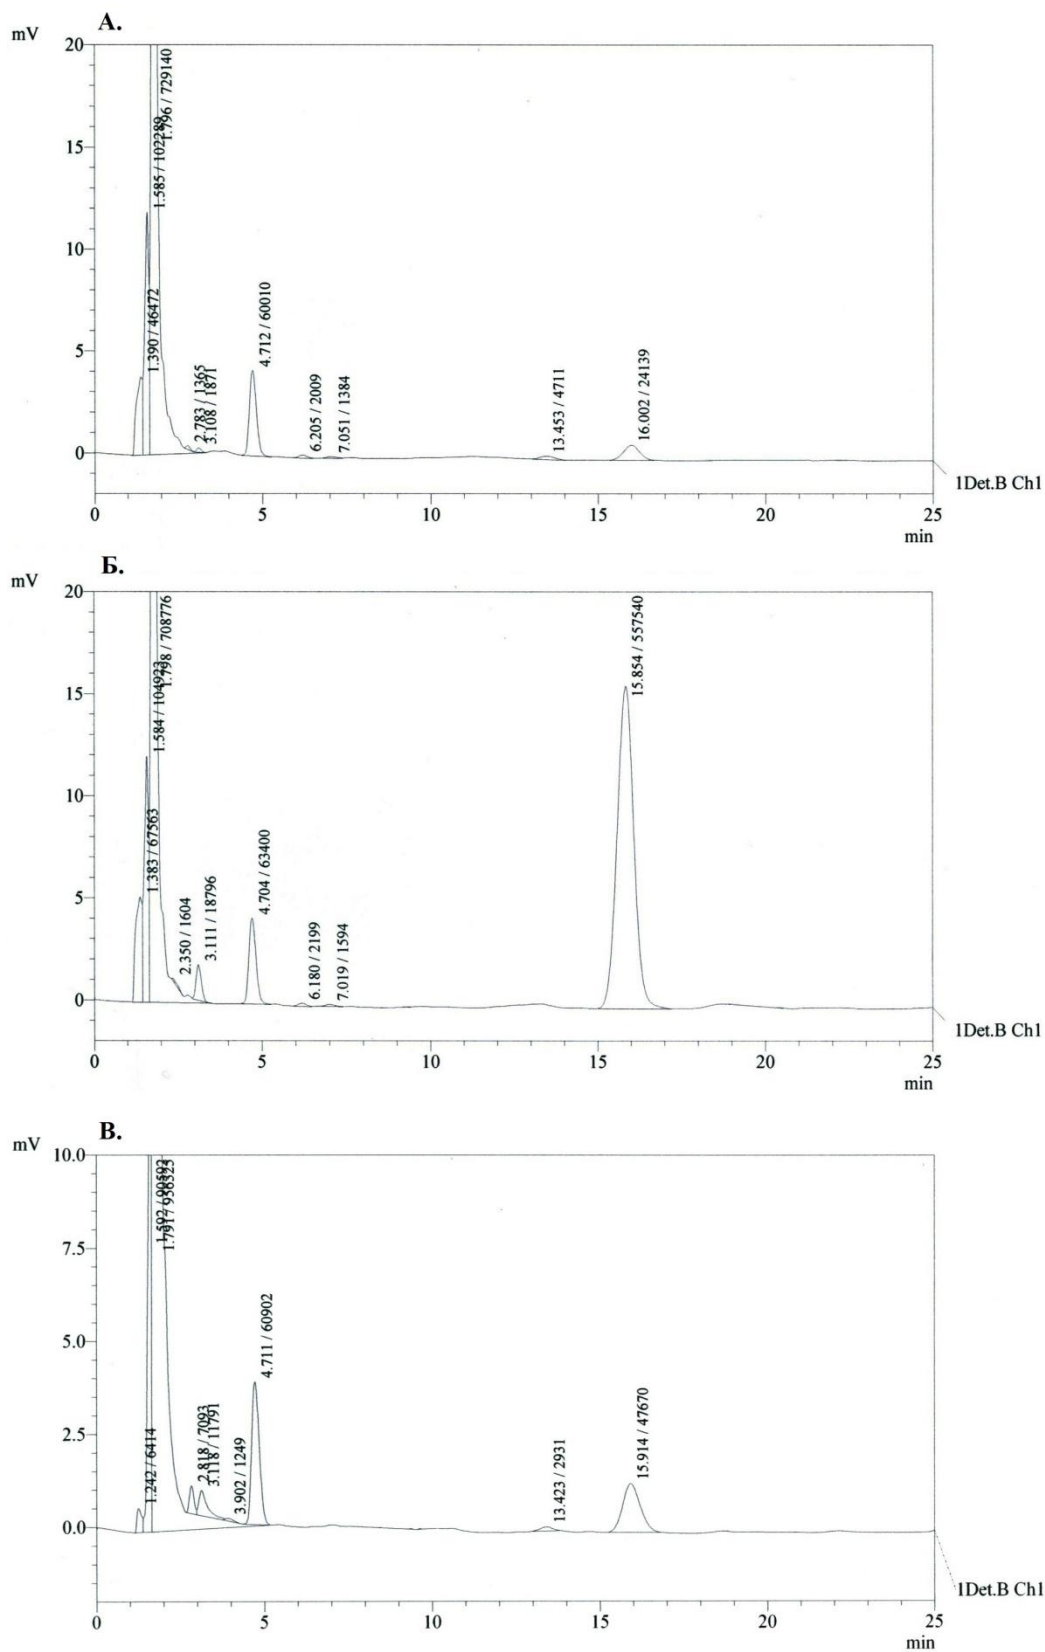 А.
mV
20
15
10
5
0
1.390 / 46472
1.585 / 102289
1.796 / 729140
2.783 / 1365
3.108 / 1871
4.712 / 60010
6.205 / 2009
7.051 / 1384
13.453 / 4711
16.002 / 24139
1Det.B Ch1
0 5 10 15 20 25
min
Б.
mV
20
15
10
5
0
1.383 / 67563
1.584 / 104923
1.798 / 708776
2.350 / 1604
3.111 / 18796
4.704 / 63400
6.180 / 2199
7.019 / 1594
15.854 / 557540
1Det.B Ch1
0 5 10 15 20 25
min
В.
mV
10.0
7.5
5.0
2.5
0.0
1.242 / 6414
1.592 / 90592
2.818 / 7093
3.118 / 11791
3.902 / 1249
4.711 / 60902
13.423 / 2931
15.914 / 47670
1Det.B Ch1
0 5 10 15 20 25
min